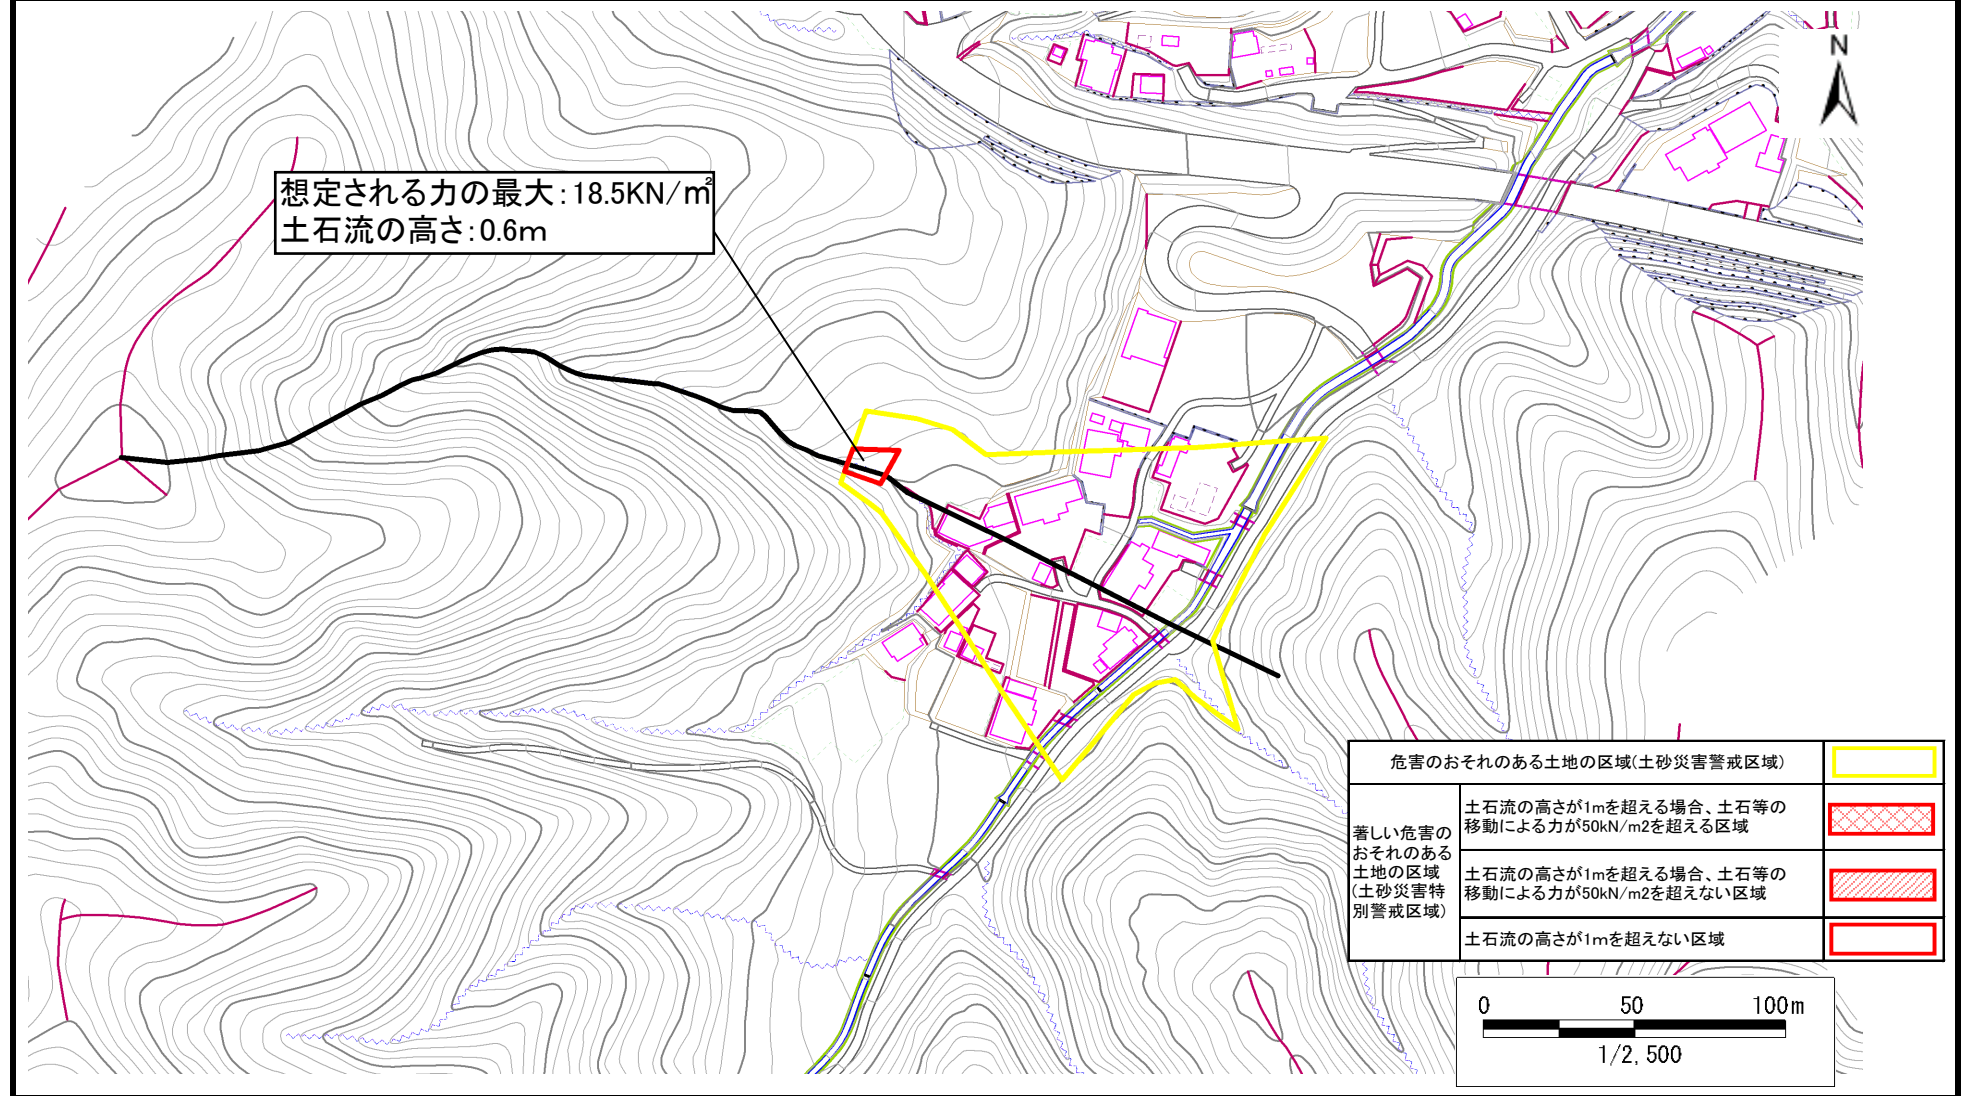 N
想定される力の最大:18.5KN/㎡
土石流の高さ:0.6m
危害のおそれのある土地の区域(土砂災害警戒区域)
著しい危害の
おそれのある
土地の区域
(土砂災害特
別警戒区域)
土石流の高さが1mを超える場合、土石等の
移動による力が50kN/m2を超える区域
土石流の高さが1mを超える場合、土石等の
移動による力が50kN/m2を超えない区域
土石流の高さが1mを超えない区域
0 50 100m
1/2,500